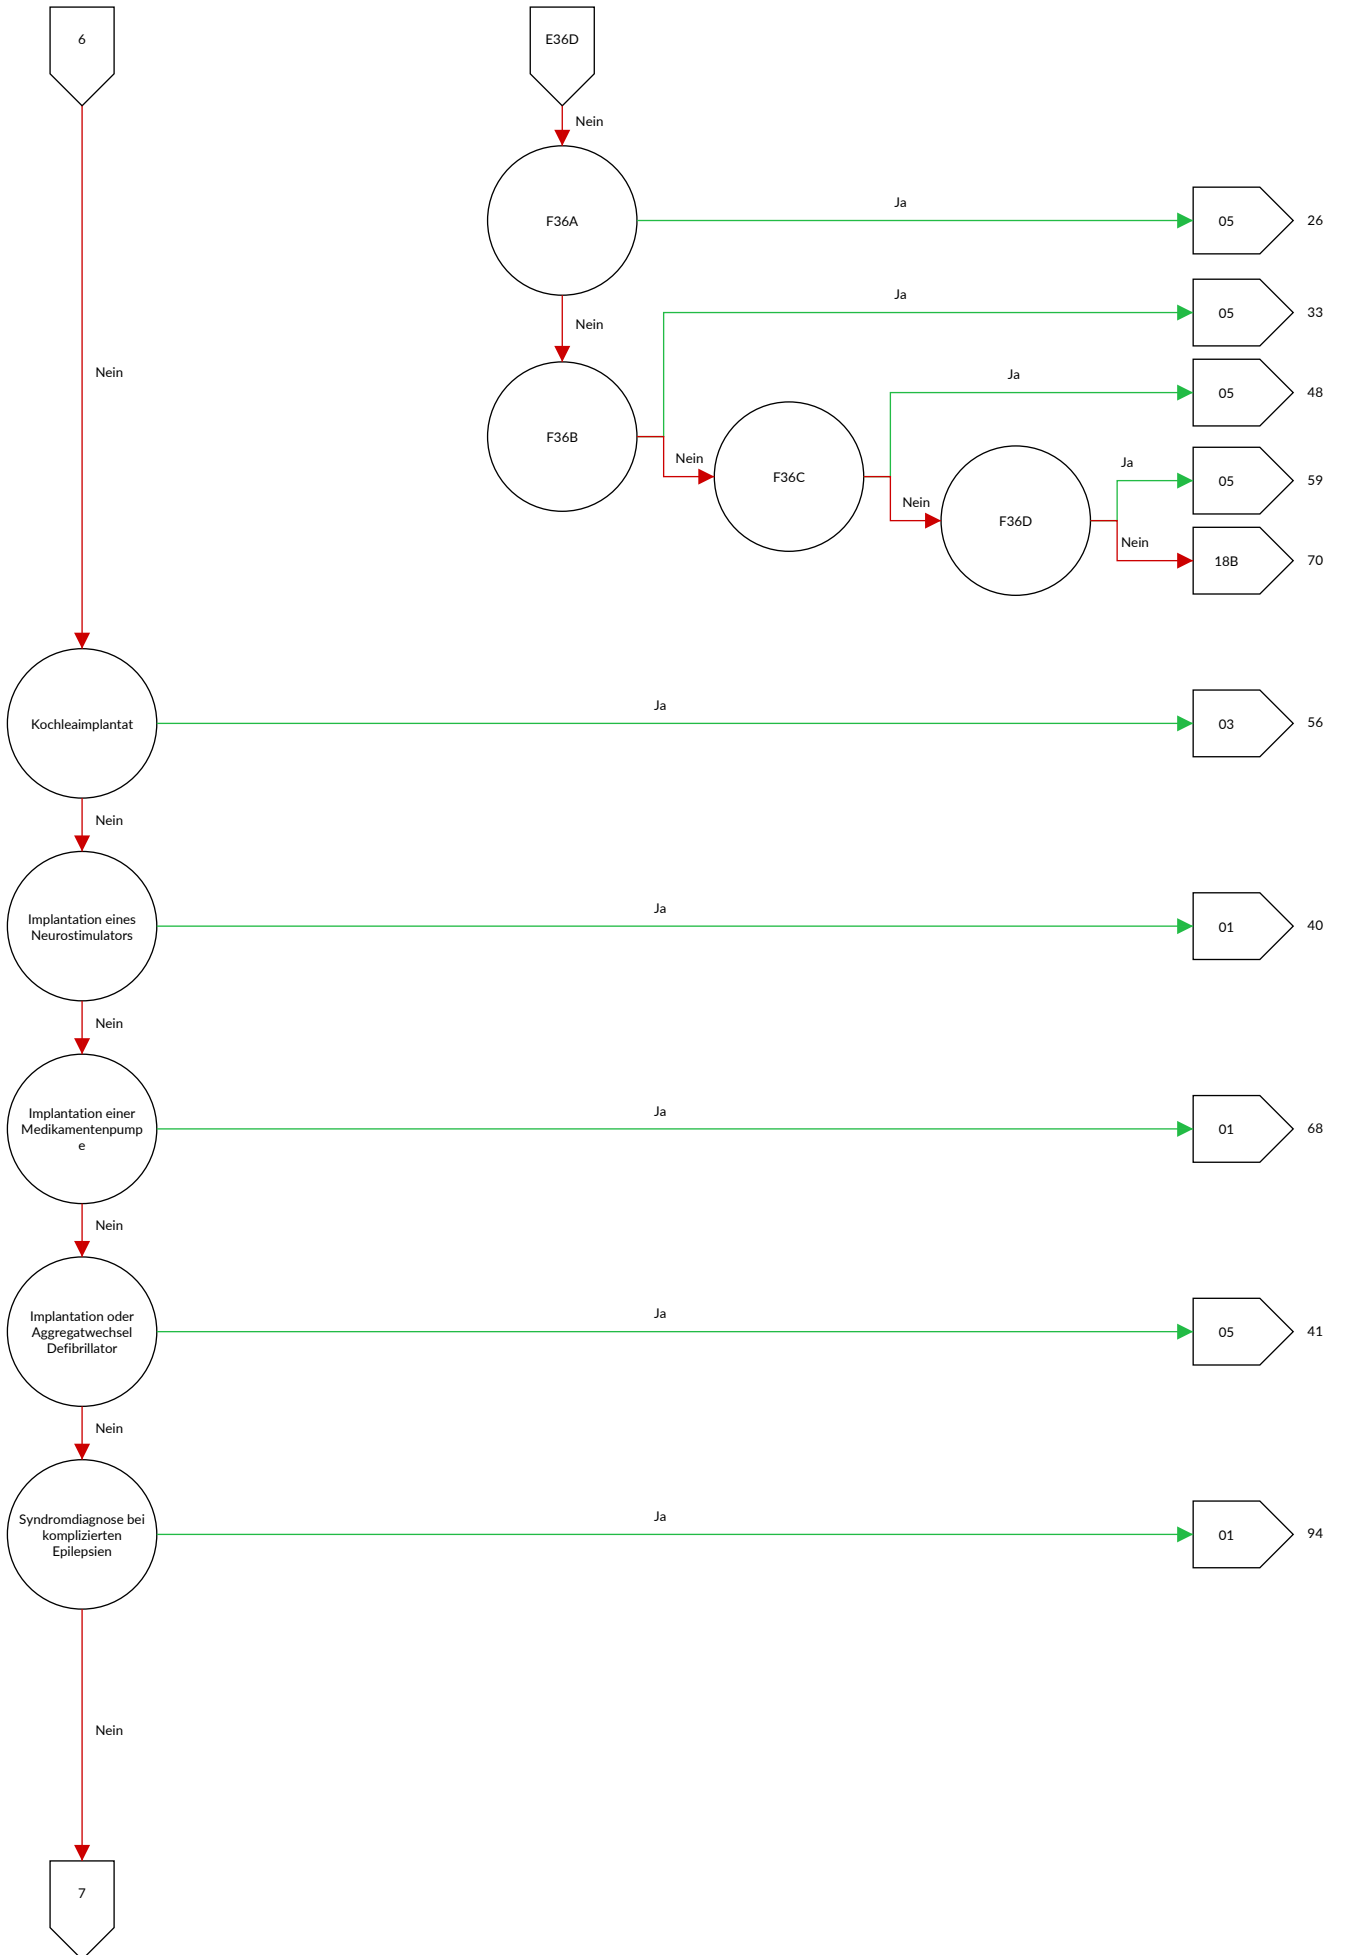 6
E36D
Nein
F36A
Ja
05
26
Nein
Ja
05
33
Nein
F36B
Nein
F36C
Ja
05
48
Nein
F36D
Ja
05
59
Nein
18B
70
Kochleaimplantat
Ja
03
56
Nein
Implantation eines
Neurostimulators
Ja
01
40
Nein
Implantation einer
Medikamentenpump
e
Ja
01
68
Nein
Implantation oder
Aggregatwechsel
Defibrillator
Ja
05
41
Nein
Syndromdiagnose bei
komplizierten
Epilepsien
Ja
01
94
Nein
7